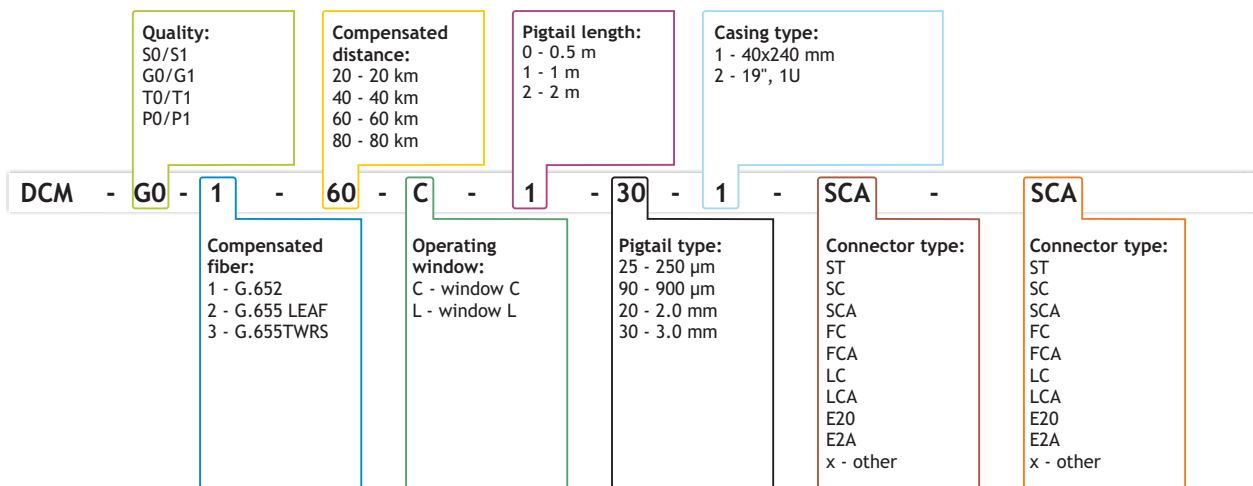 Quality:
S0/S1
G0/G1
T0/T1
P0/P1
Compensated
distance:
20 - 20 km
40 - 40 km
60 - 60 km
80 - 80 km
Pigtail length:
0 - 0.5 m
1 - 1 m
2 - 2 m
Casing type:
1 - 40x240 mm
2 - 19", 1U
DCM - G0 - 1 - 60 - C - 1 - 30 - 1 - SCA - SCA
Compensated
fiber:
1 - G.652
2 - G.655 LEAF
3 - G.655TWRS
Operating
window:
C - window C
L - window L
Pigtail type:
25 - 250 µm
90 - 900 µm
20 - 2.0 mm
30 - 3.0 mm
Connector type:
ST
SC
SCA
FC
FCA
LC
LCA
E20
E2A
x - other
Connector type:
ST
SC
SCA
FC
FCA
LC
LCA
E20
E2A
x - other